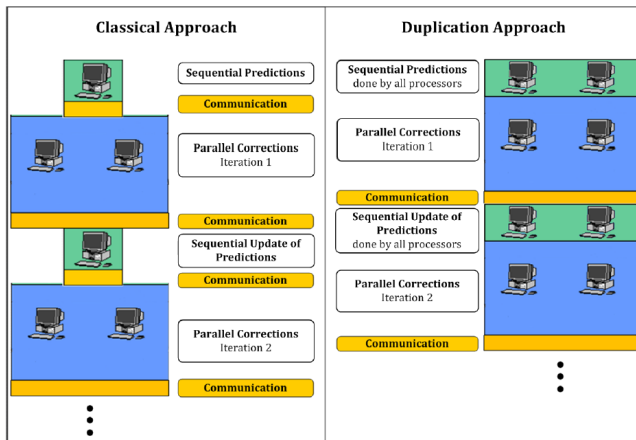 Classical Approach
Sequential Predictions
Communication
Parallel Corrections
Iteration 1
Communication
Sequential Update of
Predictions
Communication
Parallel Corrections
Iteration 2
Communication
Duplication Approach
Sequential Predictions
done by all processors
Parallel Corrections
Iteration 1
Communication
Sequential Update of
Predictions
done by all processors
Parallel Corrections
Iteration 2
Communication